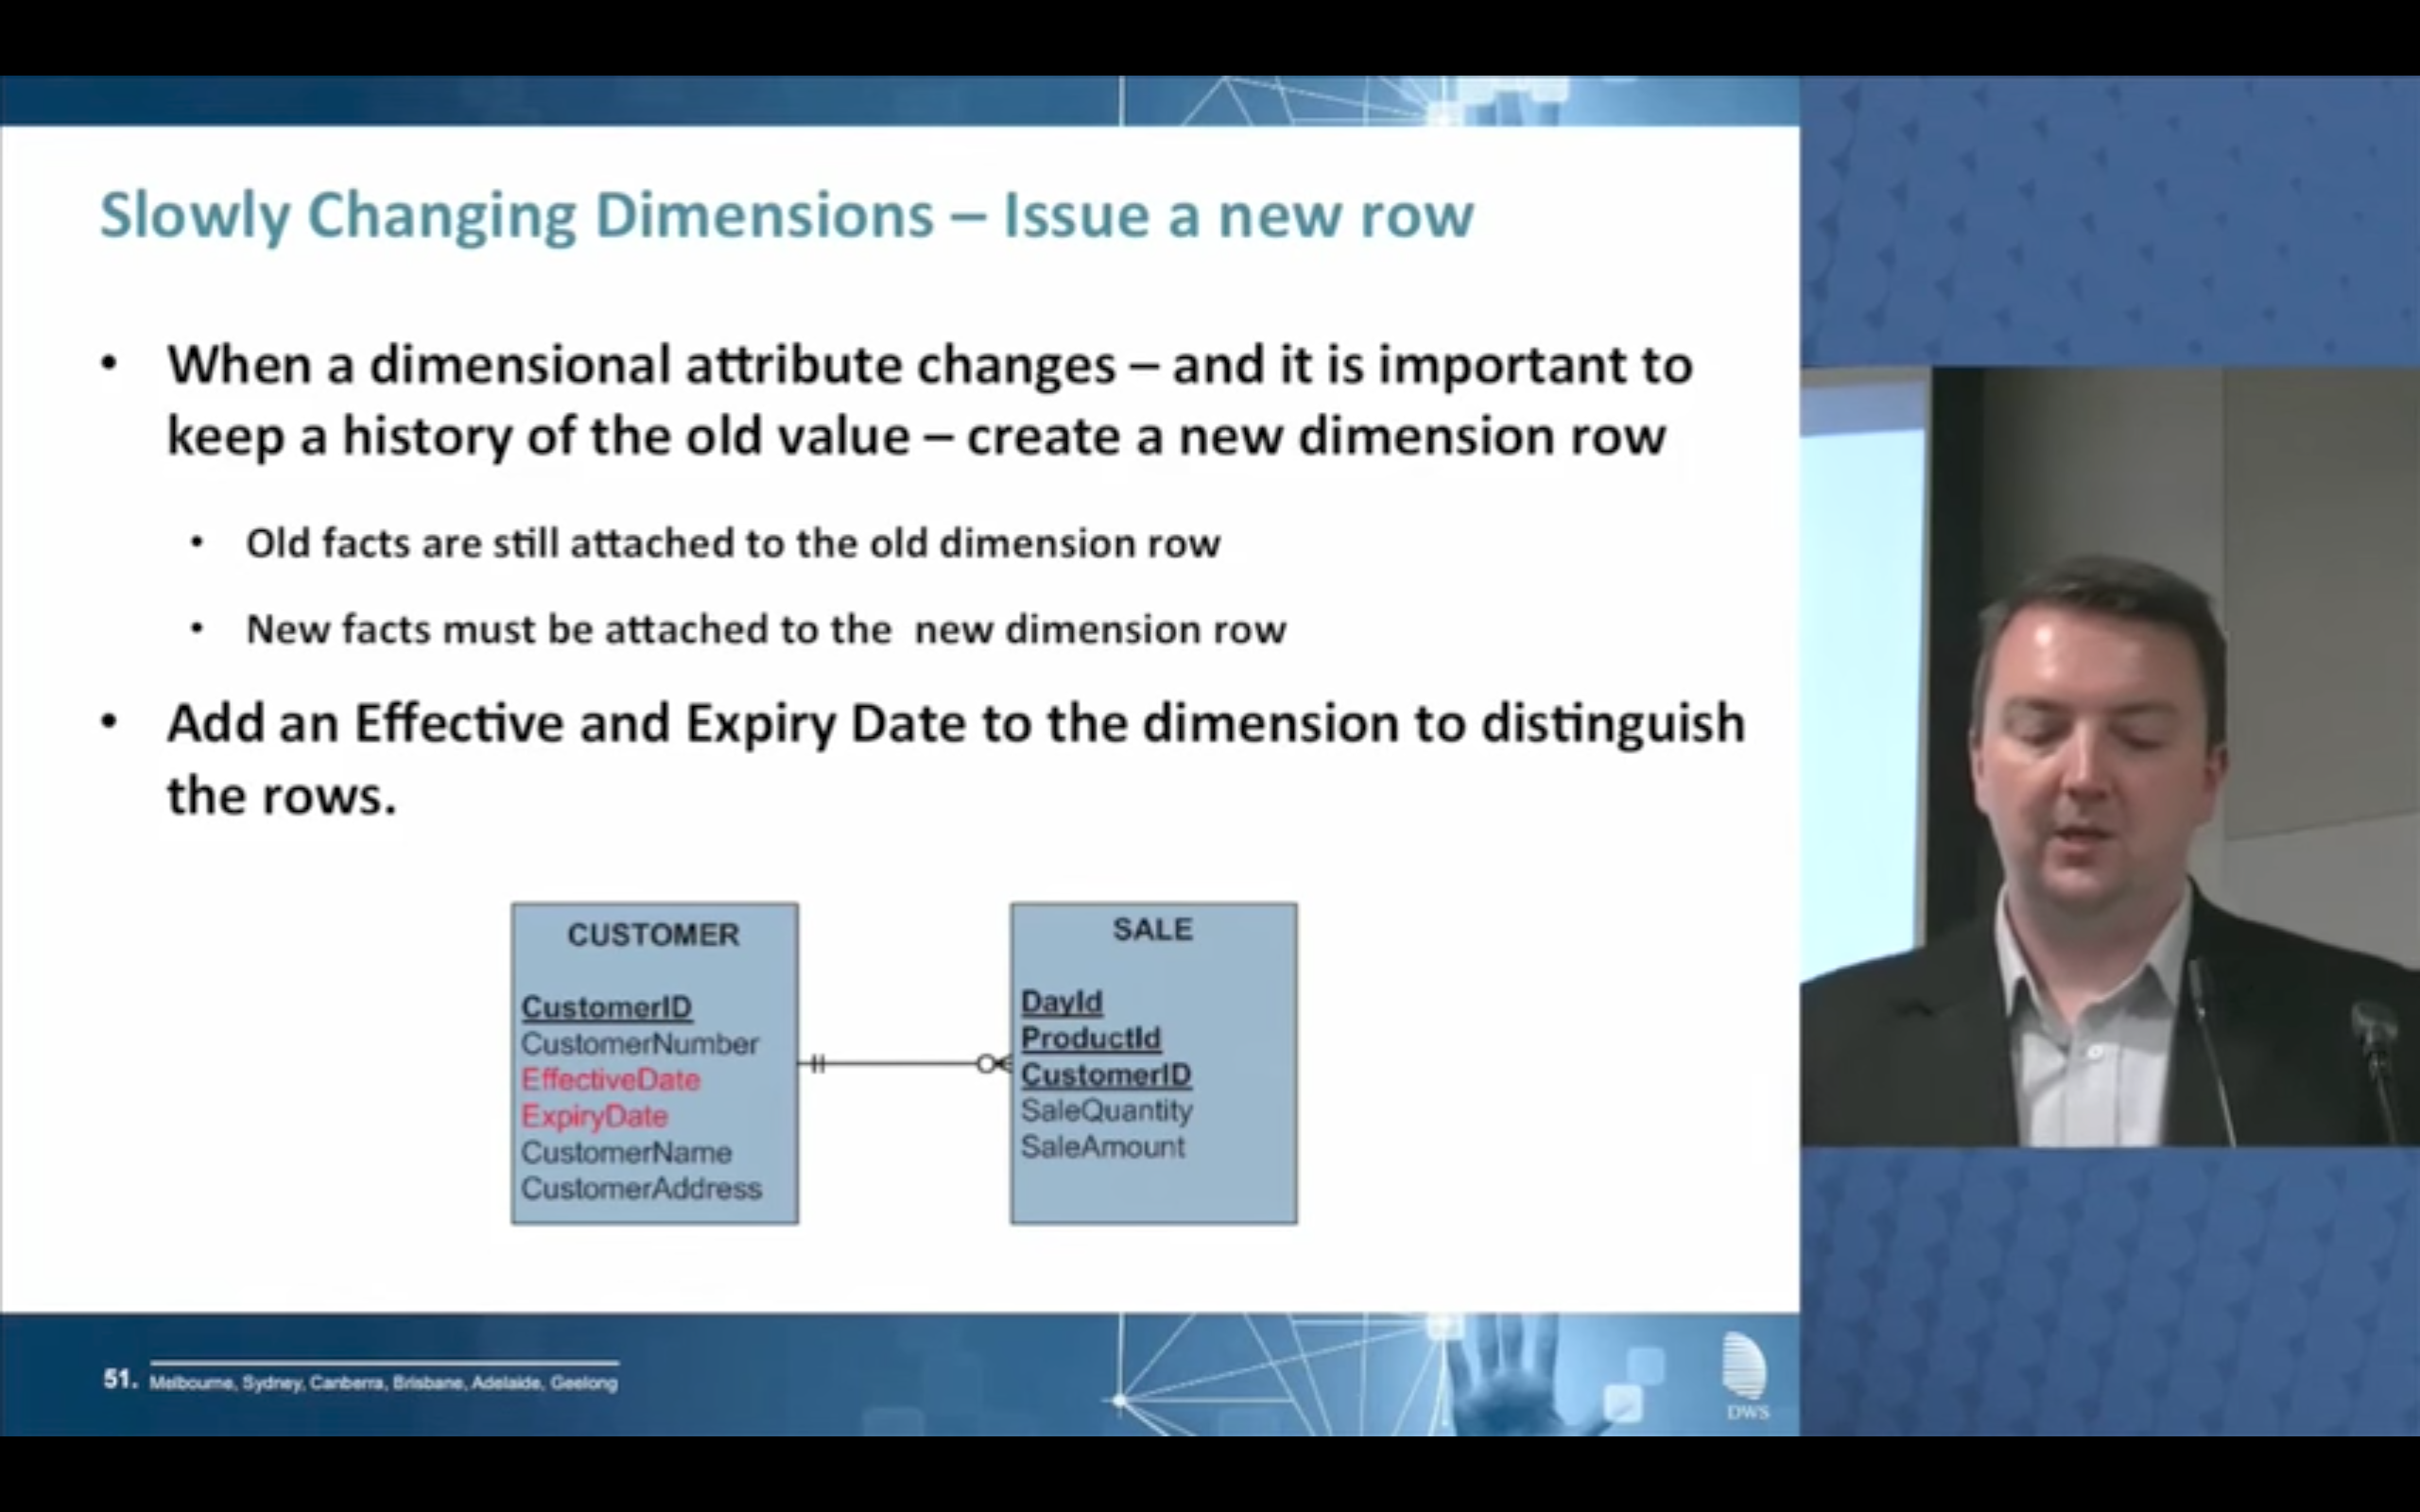 Slowly Changing Dimensions – Issue a new row
• When a dimensional attribute changes – and it is important to
keep a history of the old value – create a new dimension row
• Old facts are still attached to the old dimension row
• New facts must be attached to the  new dimension row
• Add an Effective and Expiry Date to the dimension to distinguish
the rows.
CUSTOMER
CustomerID
CustomerNumber
EffectiveDate
ExpiryDate
CustomerName
CustomerAddress
SALE
DayId
ProductId
CustomerID
SaleQuantity
SaleAmount
51. Melbourne, Sydney, Canberra, Brisbane, Adelaide, Geelong
DWS